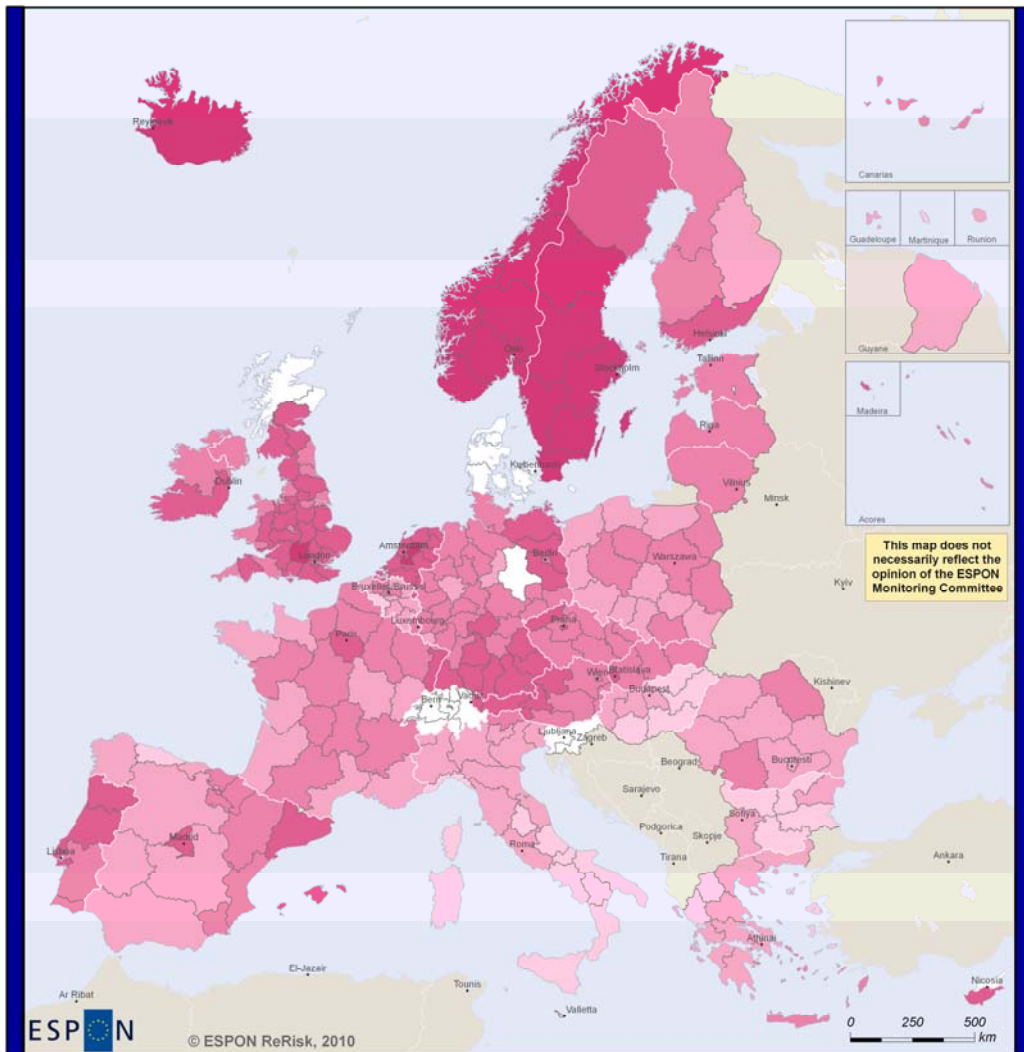 Reykjavik
Canarias
Guadeloupe
Martinique
Reunion
Guyane
Madeira
Acores
Helsinki
Oslo
Tallinn
Stockholm
Riga
København
Vilnius
Minsk
Dublin
This map does not
necessarily reflect the
opinion of the ESPON
Monitoring Committee
Amsterdam
Berlin
London
Warszawa
Kyiv
Bruxelles/Brussel
Luxembourg
Praha
Paris
Wien
Bratislava
Budapest
Kishinev
Bern
Vaduz
Ljubljana
Zagreb
Beograd
Bucuresti
Sarajevo
Sofiya
Podgorica
Skopje
Madrid
Roma
Lisboa
Tirana
Ankara
Athinai
El-Jazair
Tounis
Nicosia
Ar Ribat
Valletta
ESPON
© ESPON ReRisk, 2010
0 250 500
km